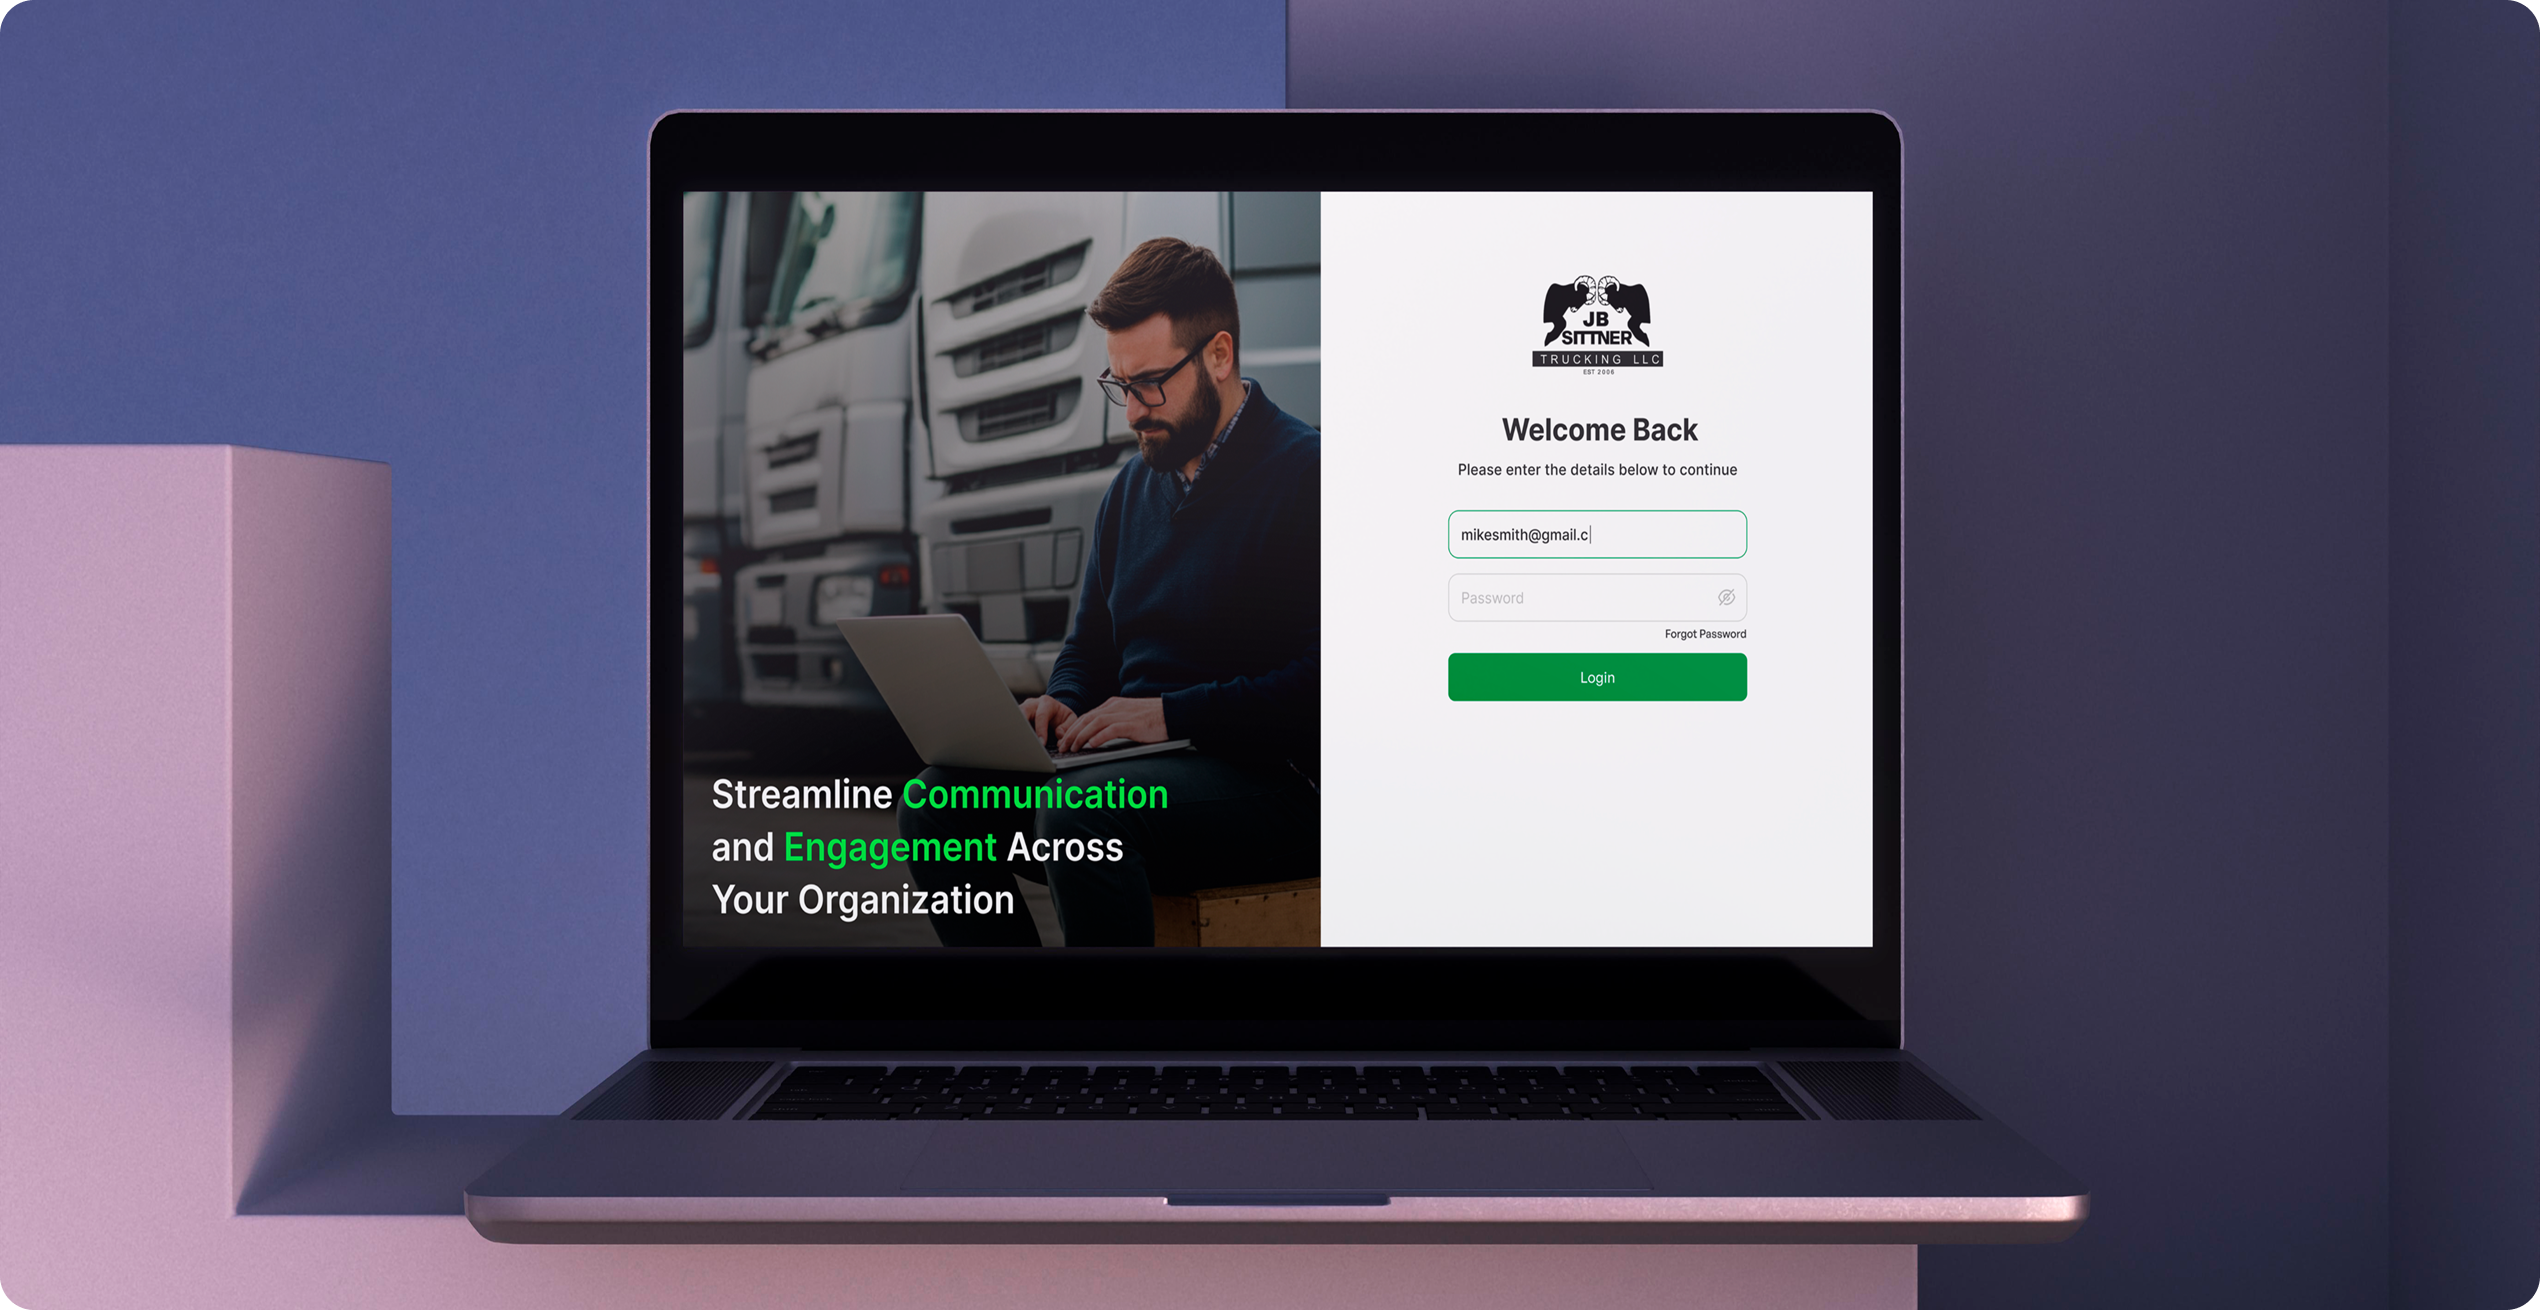 JB
SITTNER
TRUCKING LLC
EST 2006
Welcome Back
Please enter the details below to continue
mikesmith@gmail.c
Password
Forgot Password
Login
Streamline Communication
and Engagement Across
Your Organization